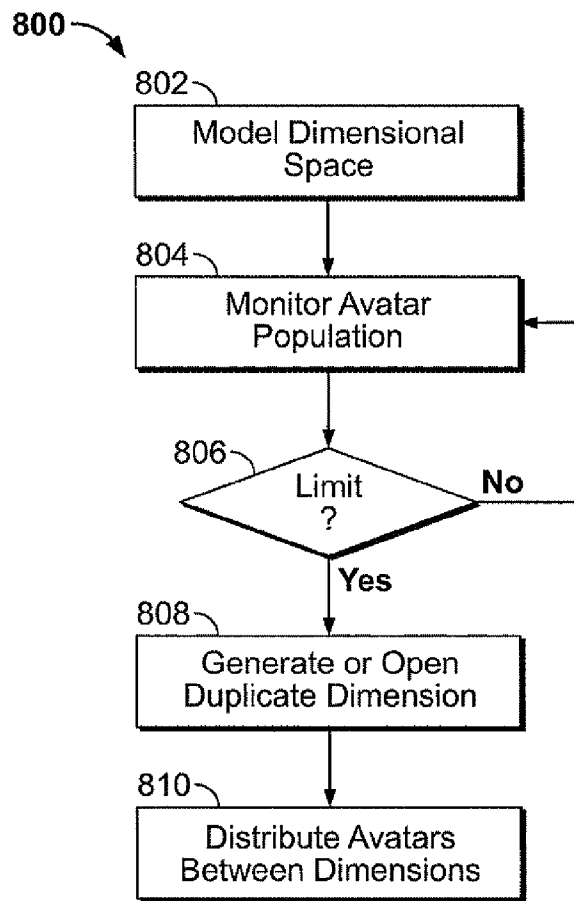 800
802
Model Dimensional
Space
804
Monitor Avatar
Population
806
Limit
?
No
Yes
808
Generate or Open
Duplicate Dimension
810
Distribute Avatars
Between Dimensions